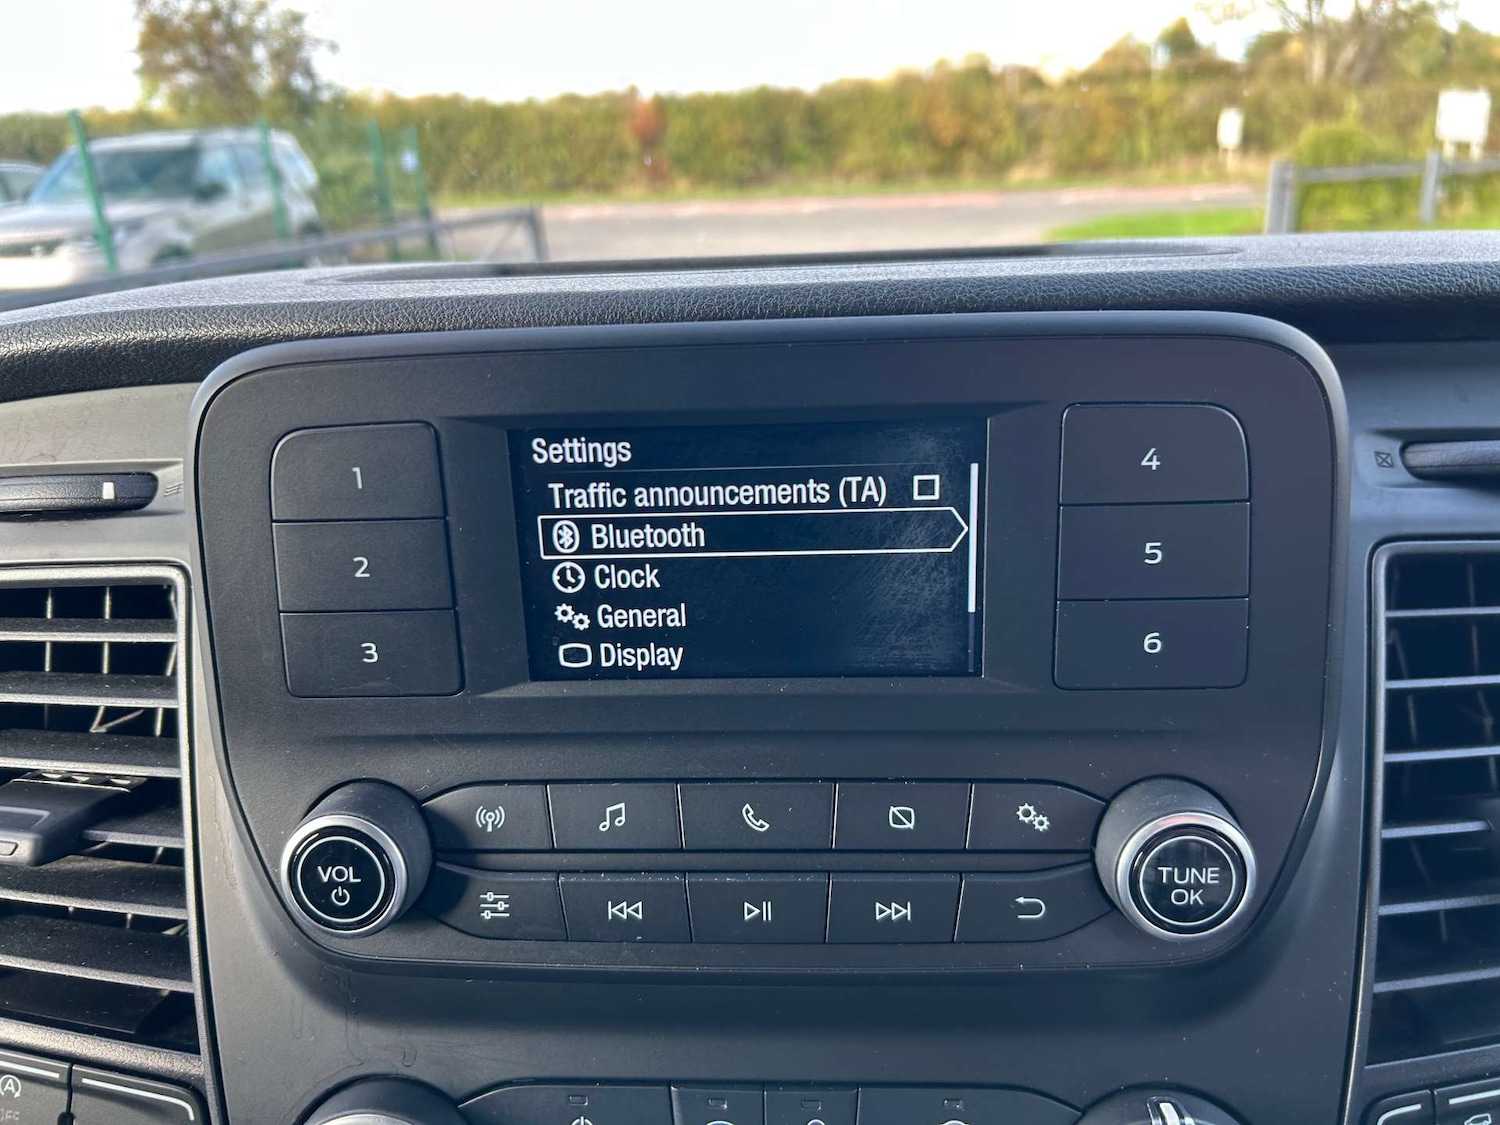 Settings
Traffic announcements (TA)
Bluetooth
Clock
General
Display
1
2
3
4
5
6
VOL
TUNE
OK
A